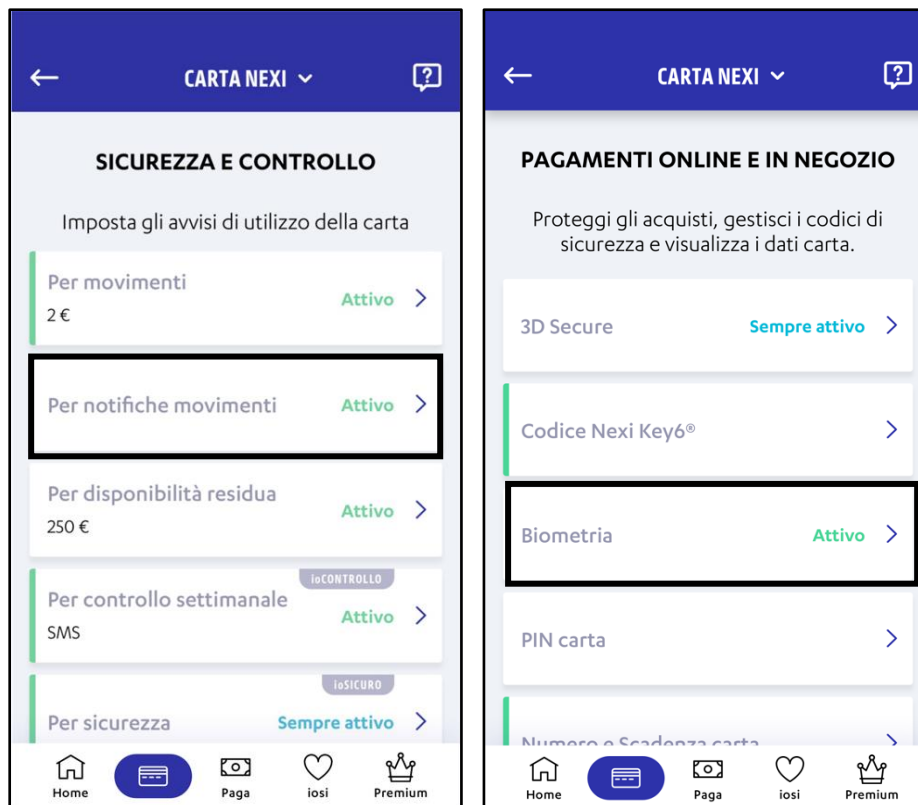 CARTA NEXI
SICUREZZA E CONTROLLO
Imposta gli avvisi di utilizzo della carta
Per movimenti
2 €
Attivo
Per notifiche movimenti
Attivo
Per disponibilità residua
250 €
Attivo
ioCONTROLLO
Per controllo settimanale
SMS
Attivo
ioSICURO
Per sicurezza
Sempre attivo
Home
Paga
iosi
Premium
CARTA NEXI
PAGAMENTI ONLINE E IN NEGOZIO
Proteggi gli acquisti, gestisci i codici di
sicurezza e visualizza i dati carta.
3D Secure
Sempre attivo
Codice Nexi Key6®
Biometria
Attivo
PIN carta
Numero e Scadenza carta
Home
Paga
iosi
Premium